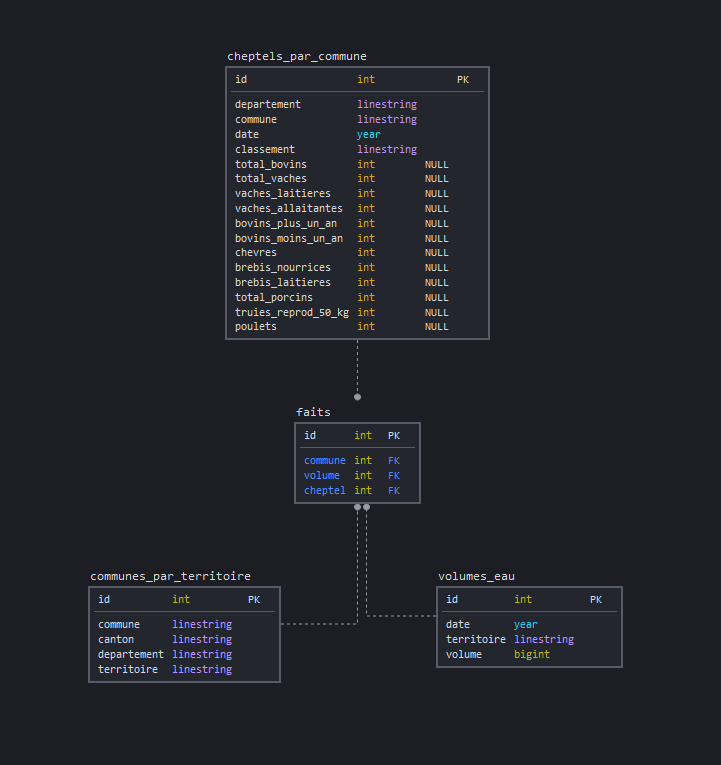 cheptels_par_commune
id int PK
departement linestring
commune linestring
date year
classement linestring
total_bovins int NULL
total_vaches int NULL
vaches_laitieres int NULL
vaches_allaitantes int NULL
bovins_plus_un_an int NULL
bovins_moins_un_an int NULL
chevres int NULL
brebis_nourrices int NULL
brebis_laitieres int NULL
total_porcins int NULL
truies_reprod_50_kg int NULL
poulets int NULL
faits
id int PK
commune int FK
volume int FK
cheptel int FK
communes_par_territoire
id int PK
commune linestring
canton linestring
departement linestring
territoire linestring
volumes_eau
id int PK
date year
territoire linestring
volume bigint